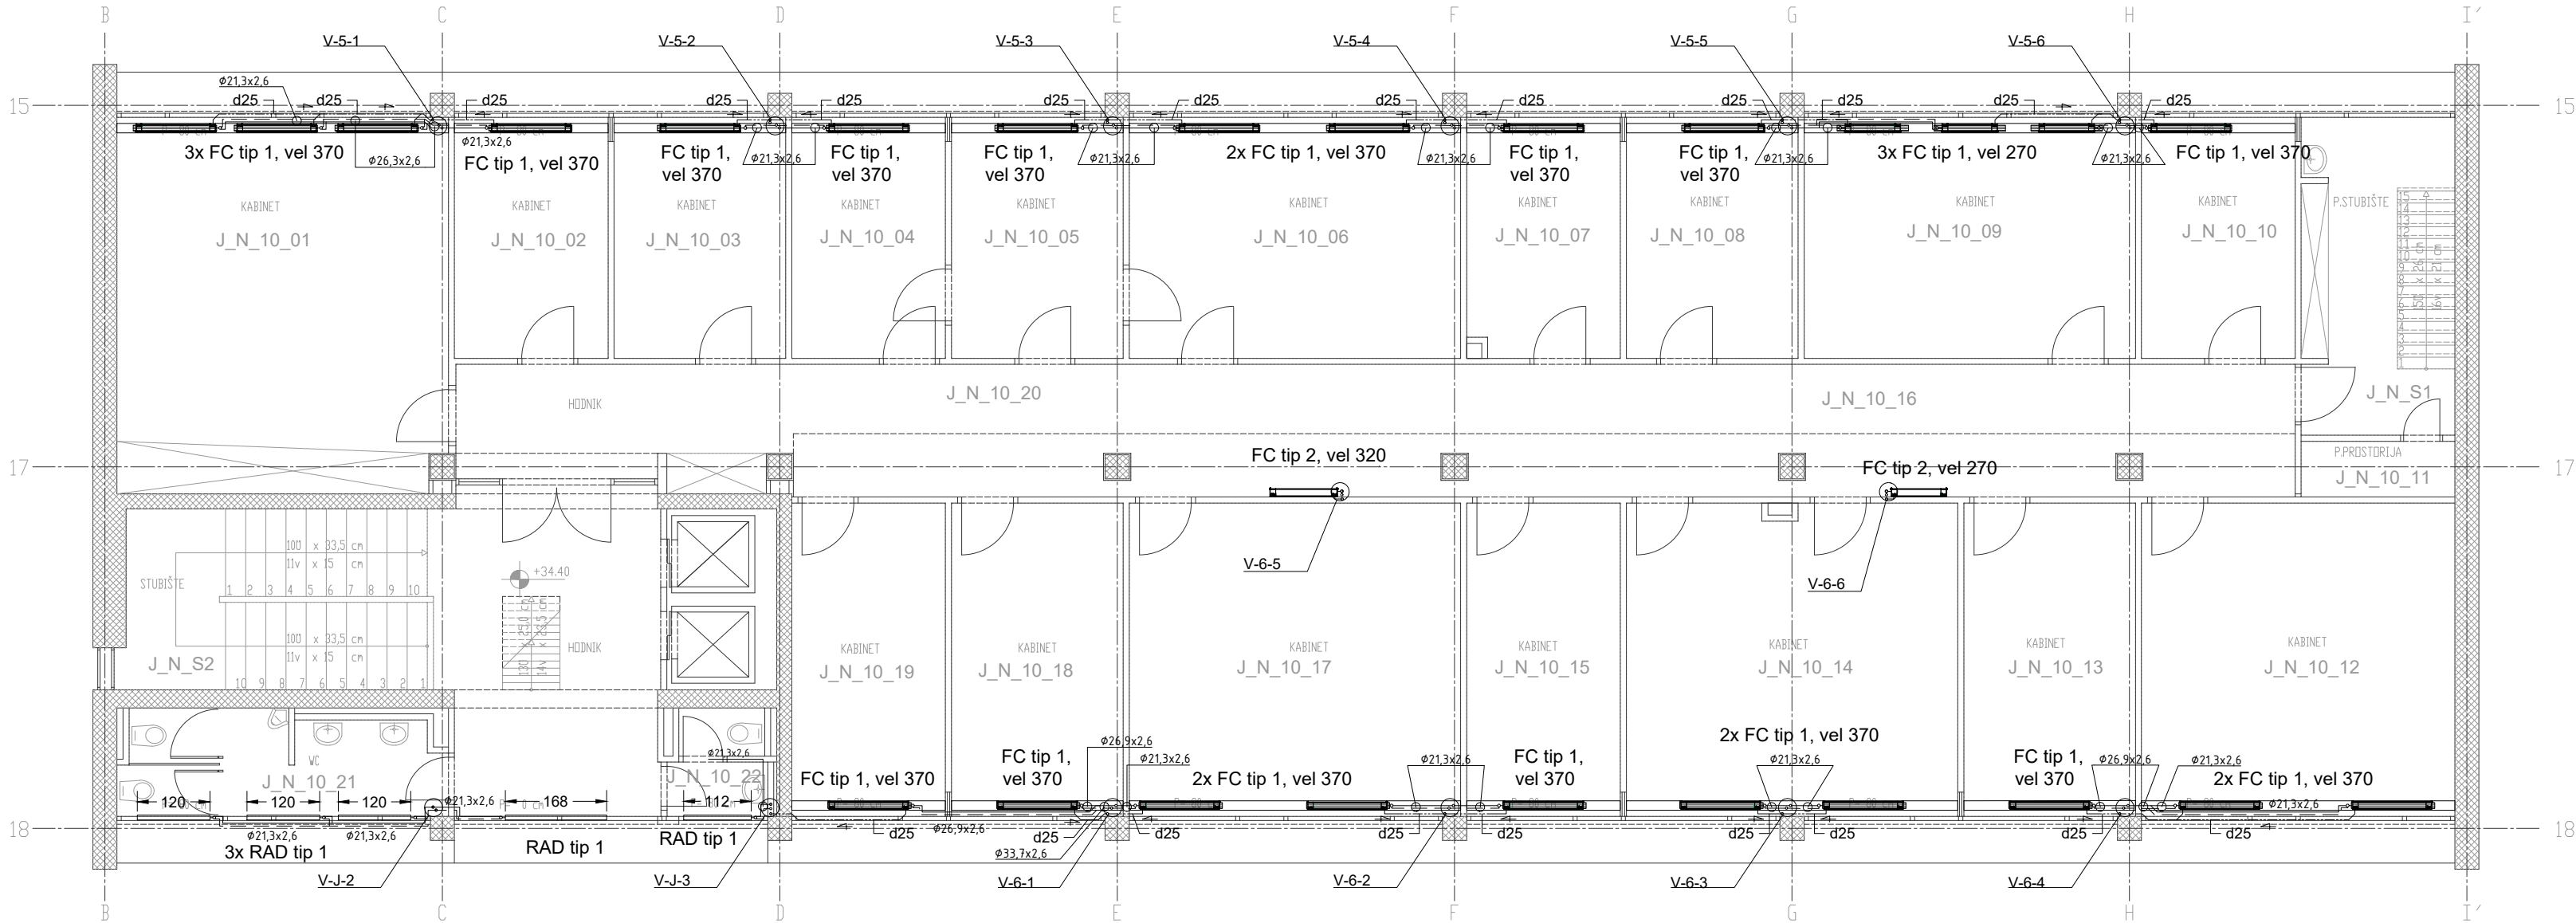 B
C
D
E
F
G
H
I'
V-5-1
V-5-2
V-5-3
V-5-4
V-5-5
V-5-6
ø21,3x2,6
15
d25
d25
d25
d25
d25
d25
d25
d25
d25
d25
d25
d25
d25
15
3x FC tip 1, vel 370
ø26,3x2,6
ø21,3x2,6
FC tip 1, vel 370
FC tip 1,
vel 370
ø21,3x2,6
FC tip 1,
vel 370
FC tip 1,
vel 370
ø21,3x2,6
2x FC tip 1, vel 370
ø21,3x2,6
FC tip 1,
vel 370
FC tip 1,
vel 370
ø21,3x2,6
3x FC tip 1, vel 270
ø21,3x2,6
FC tip 1, vel 370
KABINET
J_N_10_01
KABINET
J_N_10_02
KABINET
J_N_10_03
KABINET
J_N_10_04
KABINET
J_N_10_05
KABINET
J_N_10_06
KABINET
J_N_10_07
KABINET
J_N_10_08
KABINET
J_N_10_09
KABINET
J_N_10_10
P.STUBIŠTE
HODNIK
J_N_10_20
J_N_10_16
J_N_S1
17
FC tip 2, vel 320
FC tip 2, vel 270
P.PROSTORIJA
J_N_10_11
17
V-6-5
V-6-6
100 x 33,5 cm
11v x 15 cm
STUBIŠTE
1 2 3 4 5 6 7 8 9 10
100 x 33,5 cm
11v x 15 cm
J_N_S2
10 9 8 7 6 5 4 3 2 1
+34.40
HODNIK
KABINET
J_N_10_19
KABINET
J_N_10_18
KABINET
J_N_10_17
KABINET
J_N_10_15
KABINET
J_N_10_14
KABINET
J_N_10_13
KABINET
J_N_10_12
WC
J_N_10_21
J_N_10_22
ø21,3x2,6
FC tip 1, vel 370
FC tip 1,
vel 370
ø26,9x2,6
ø21,3x2,6
2x FC tip 1, vel 370
ø21,3x2,6
FC tip 1,
vel 370
2x FC tip 1, vel 370
ø21,3x2,6
FC tip 1,
vel 370
ø26,9x2,6
ø21,3x2,6
2x FC tip 1, vel 370
ø21,3x2,6
120
120
120
ø21,3x2,6
168
112
18
ø21,3x2,6
ø21,3x2,6
3x RAD tip 1
RAD tip 1
RAD tip 1
d25
ø26,9x2,6
d25
ø33,7x2,6
d25
d25
d25
d25
d25
d25
d25
d25
18
V-J-2
V-J-3
V-6-1
V-6-2
V-6-3
V-6-4
B
C
D
E
F
G
H
I'